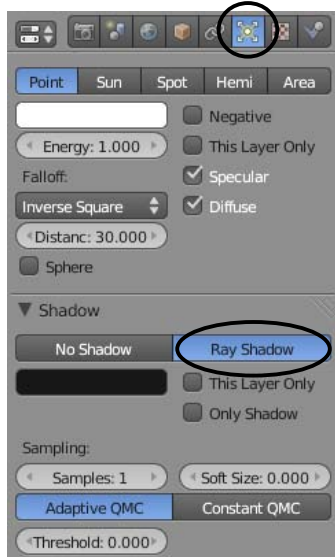 Point Sun Spot Hemi Area
Negative
Energy: 1.000 This Layer Only
Falloff: Specular
Inverse Square Diffuse
Distanc: 30.000
Sphere
Shadow
No Shadow Ray Shadow
This Layer Only
Only Shadow
Sampling:
Samples: 1 Soft Size: 0.000
Adaptive QMC Constant QMC
Threshold: 0.000